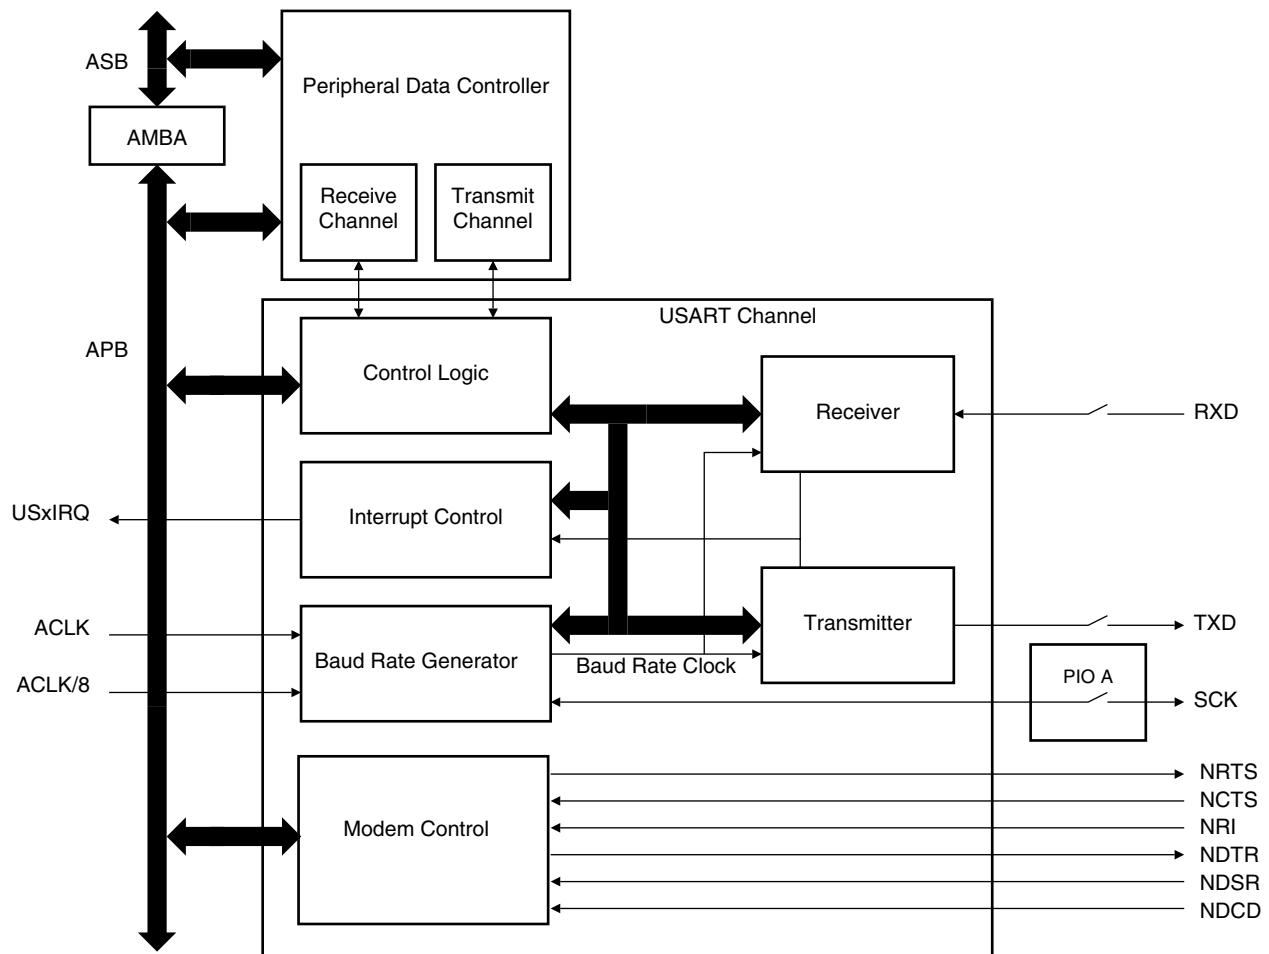 ASB
Peripheral Data Controller
AMBA
Receive
Channel
Transmit
Channel
USART Channel
APB
Control Logic
Receiver
RXD
USxIRQ
Interrupt Control
ACLK
Transmitter
TXD
Baud Rate Generator
Baud Rate Clock
ACLK/8
PIO A
SCK
Modem Control
NRTS
NCTS
NRI
NDTR
NDSR
NDCD